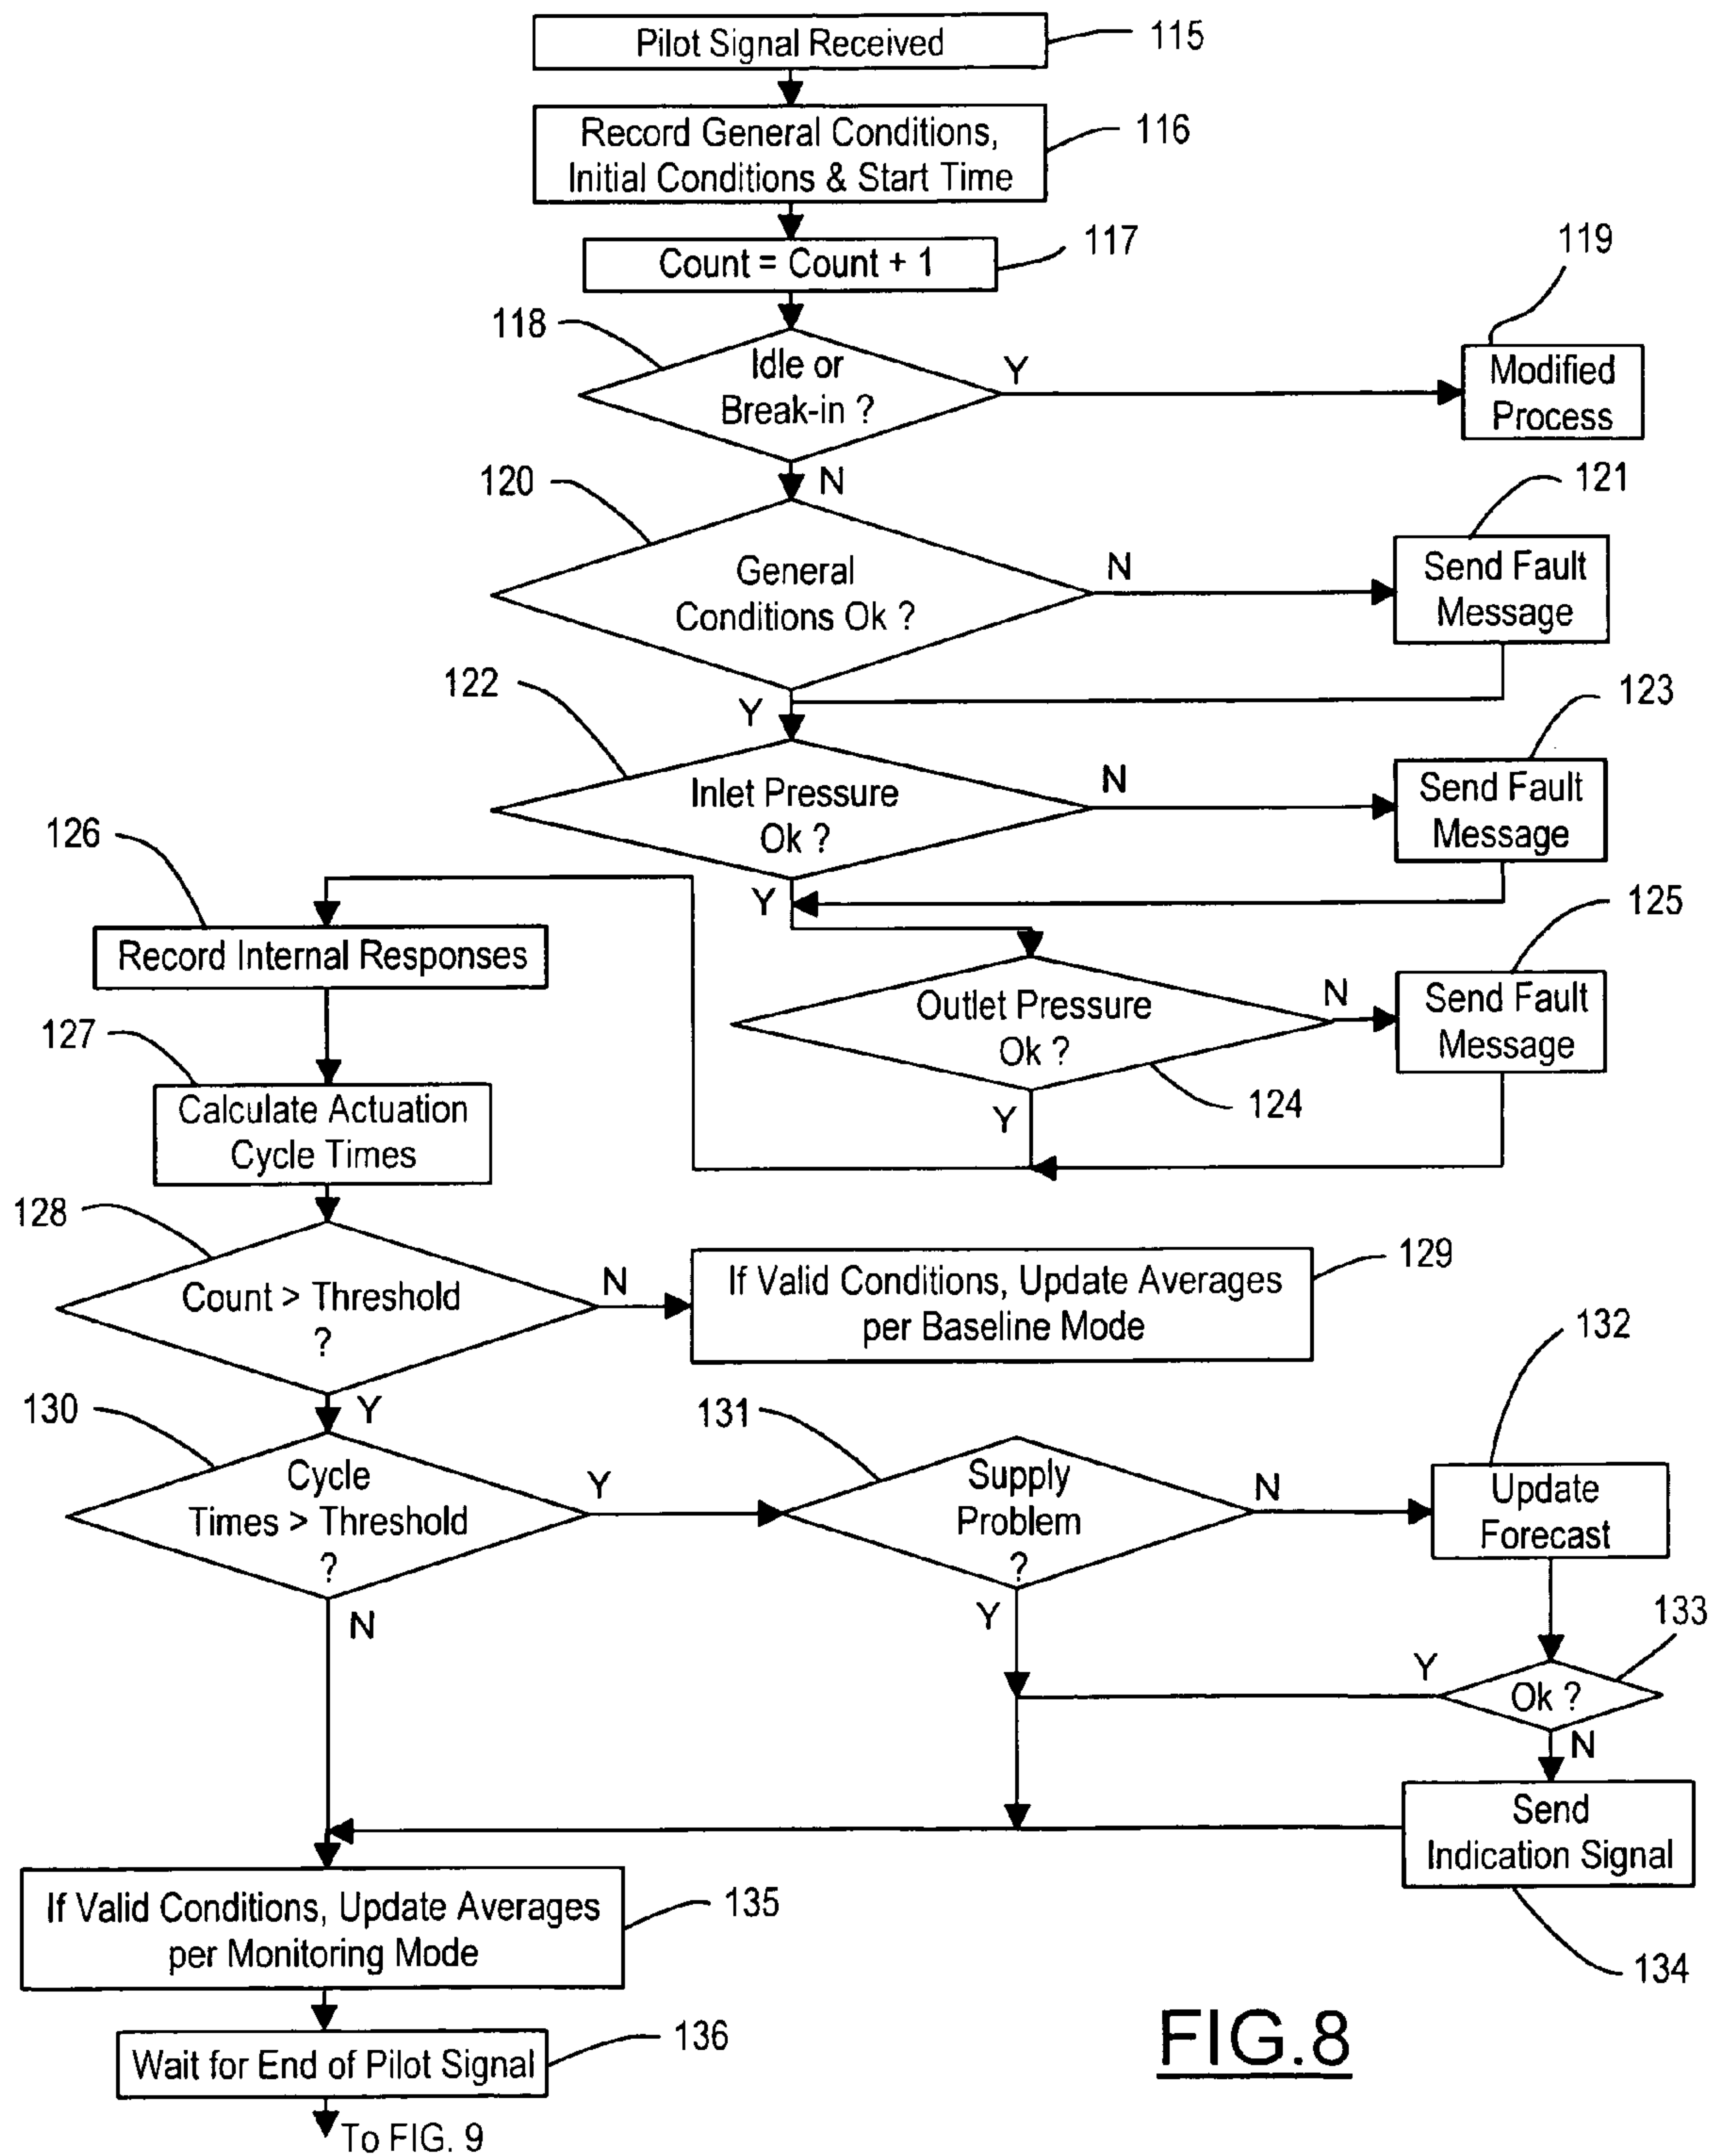 Pilot Signal Received
115
Record General Conditions,
Initial Conditions & Start Time
116
Count = Count + 1
117
119
118
Idle or
Break-in ?
Y
Modified
Process
N
120
121
General
Conditions Ok ?
N
Send Fault
Message
Y
122
123
Inlet Pressure
Ok ?
N
Send Fault
Message
Y
126
125
Record Internal Responses
Outlet Pressure
Ok ?
N
Send Fault
Message
127
124
Y
Calculate Actuation
Cycle Times
128
129
Count > Threshold
?
N
If Valid Conditions, Update Averages
per Baseline Mode
Y
132
130
131
Cycle
Times > Threshold
?
Y
Supply
Problem
?
N
Update
Forecast
N
Y
133
Y
Ok ?
N
Send
Indication Signal
134
If Valid Conditions, Update Averages
per Monitoring Mode
135
Wait for End of Pilot Signal
136
To FIG. 9
FIG.8